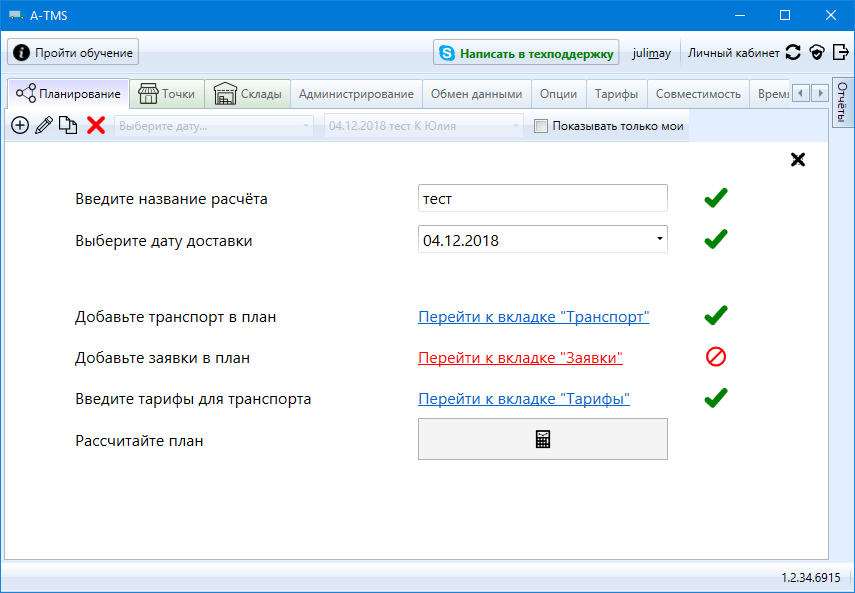 A-TMS
Пройти обучение
Написать в техподдержку
julimay
Личный кабинет
Планирование
Точки
Склады
Администрирование
Обмен данными
Опции
Тарифы
Совместимость
Время
Отчёты
Выберите дату...
04.12.2018 тест К Юлия
Показывать только мои
Введите название расчёта
тест
Выберите дату доставки
04.12.2018
Добавьте транспорт в план
Перейти к вкладке "Транспорт"
Добавьте заявки в план
Перейти к вкладке "Заявки"
Введите тарифы для транспорта
Перейти к вкладке "Тарифы"
Рассчитайте план
1.2.34.6915